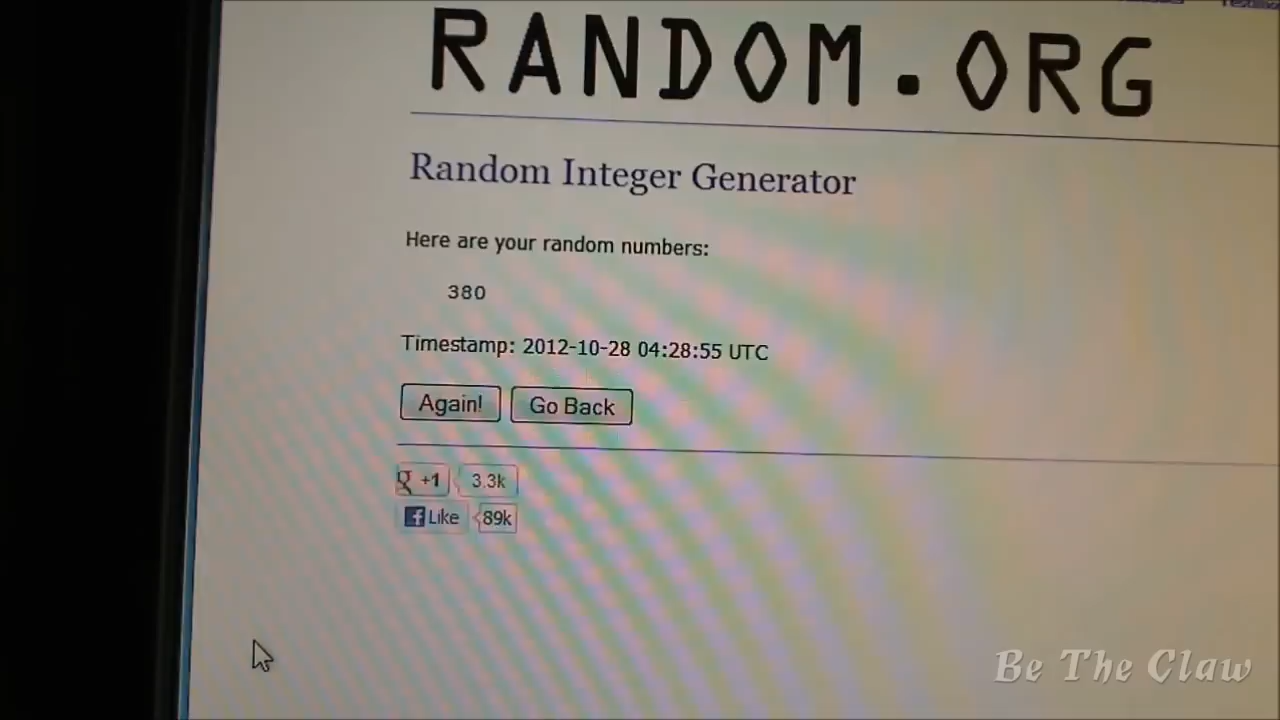 RANDOM.ORG
Random Integer Generator
Here are your random numbers:
380
Timestamp: 2012-10-28 04:28:55 UTC
Again! Go Back
g +1 3.3k
f Like 89k
Be The Claw